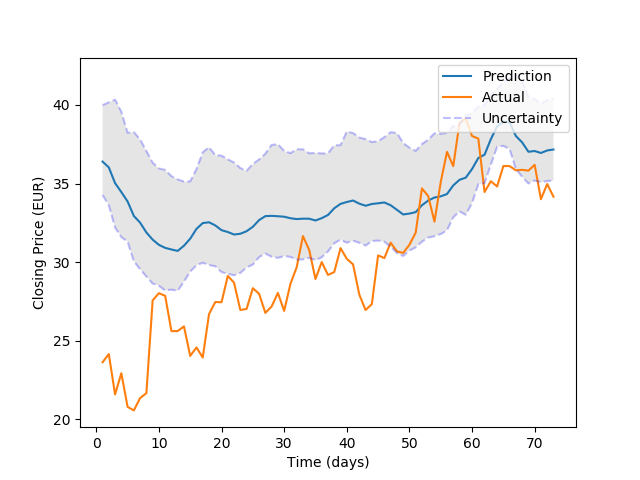 Prediction
Actual
Uncertainty
40
35
30
25
20
Closing Price (EUR)
0 10 20 30 40 50 60 70
Time (days)